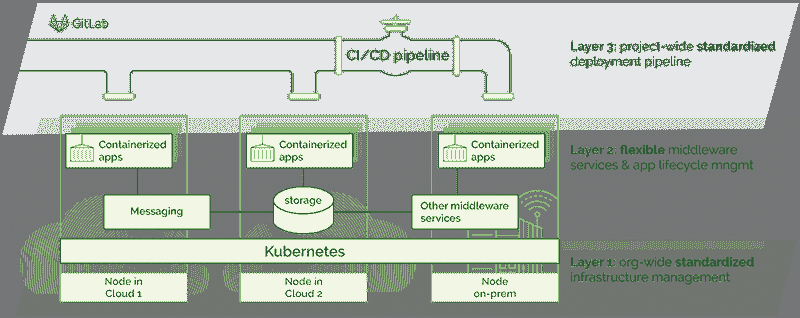 GitLab
CI/CD pipeline
Layer 3: project-wide standardized
deployment pipeline
Containerized
apps
Containerized
apps
Containerized
apps
Layer 2: flexible middleware
services & app lifecycle mngmt
Messaging
storage
Other middleware
services
Kubernetes
Layer 1: org-wide standardized
infrastructure management
Node in
Cloud 1
Node in
Cloud 2
Node
on-prem